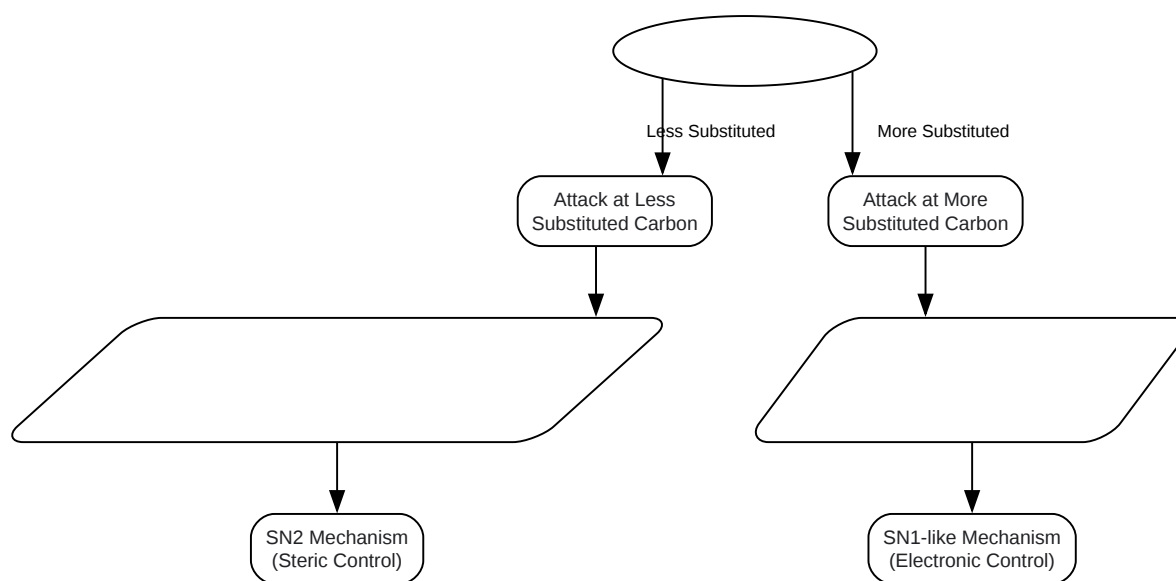 Less Substituted
More Substituted
Attack at Less
Substituted Carbon
Attack at More
Substituted Carbon
SN2 Mechanism
(Steric Control)
SN1-like Mechanism
(Electronic Control)